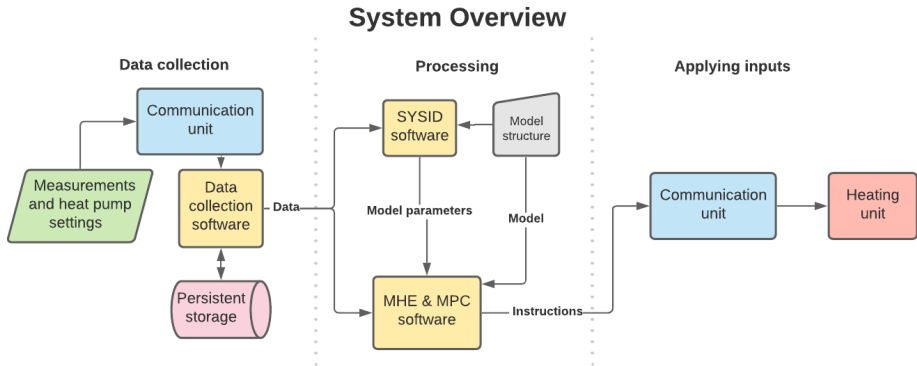 System Overview
Data collection
Processing
Applying inputs
Communication
unit
Measurements
and heat pump
settings
Data
collection
software
Persistent
storage
Data
SYSID
software
Model
structure
Model parameters
Model
MHE & MPC
software
Instructions
Communication
unit
Heating
unit